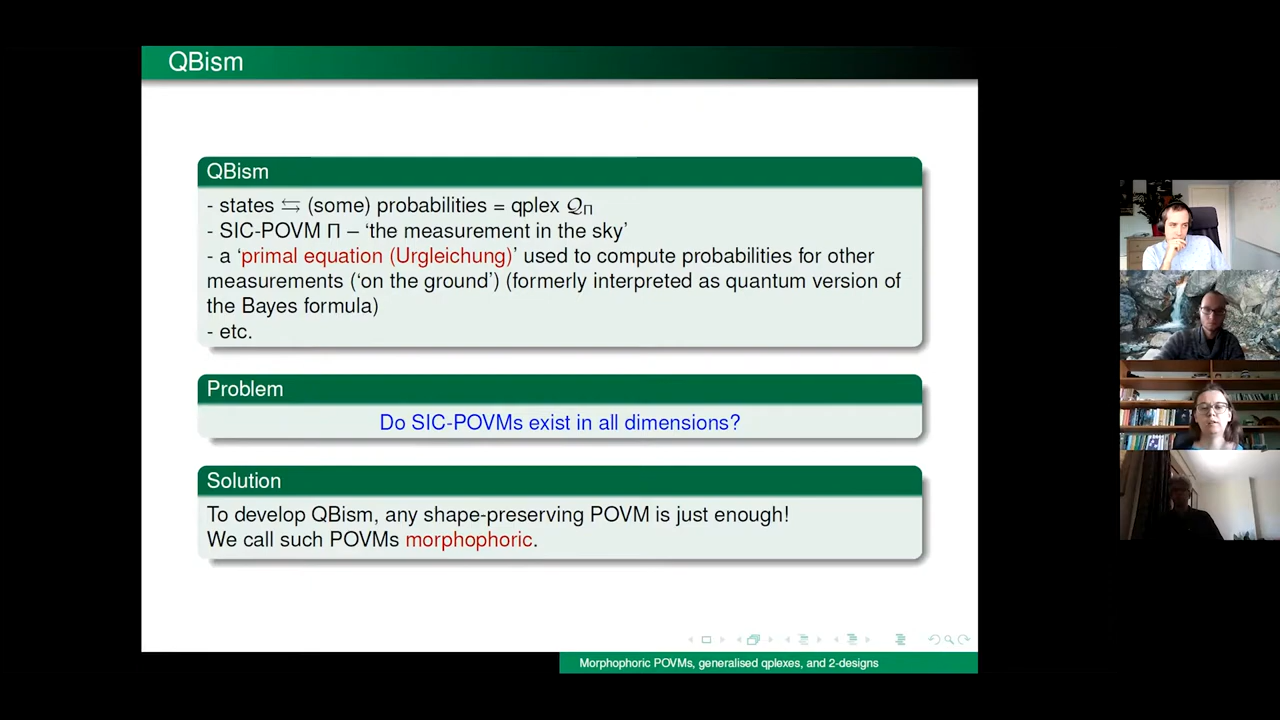 QBism
QBism
- states ⇆ (some) probabilities = qplex 𝒬_Π
- SIC-POVM Π – ‘the measurement in the sky’
- a ‘primal equation (Urgleichung)’ used to compute probabilities for other
measurements (‘on the ground’) (formerly interpreted as quantum version of
the Bayes formula)
- etc.
Problem
Do SIC-POVMs exist in all dimensions?
Solution
To develop QBism, any shape-preserving POVM is just enough!
We call such POVMs morphophoric.
Morphophoric POVMs, generalised qplexes, and 2-designs